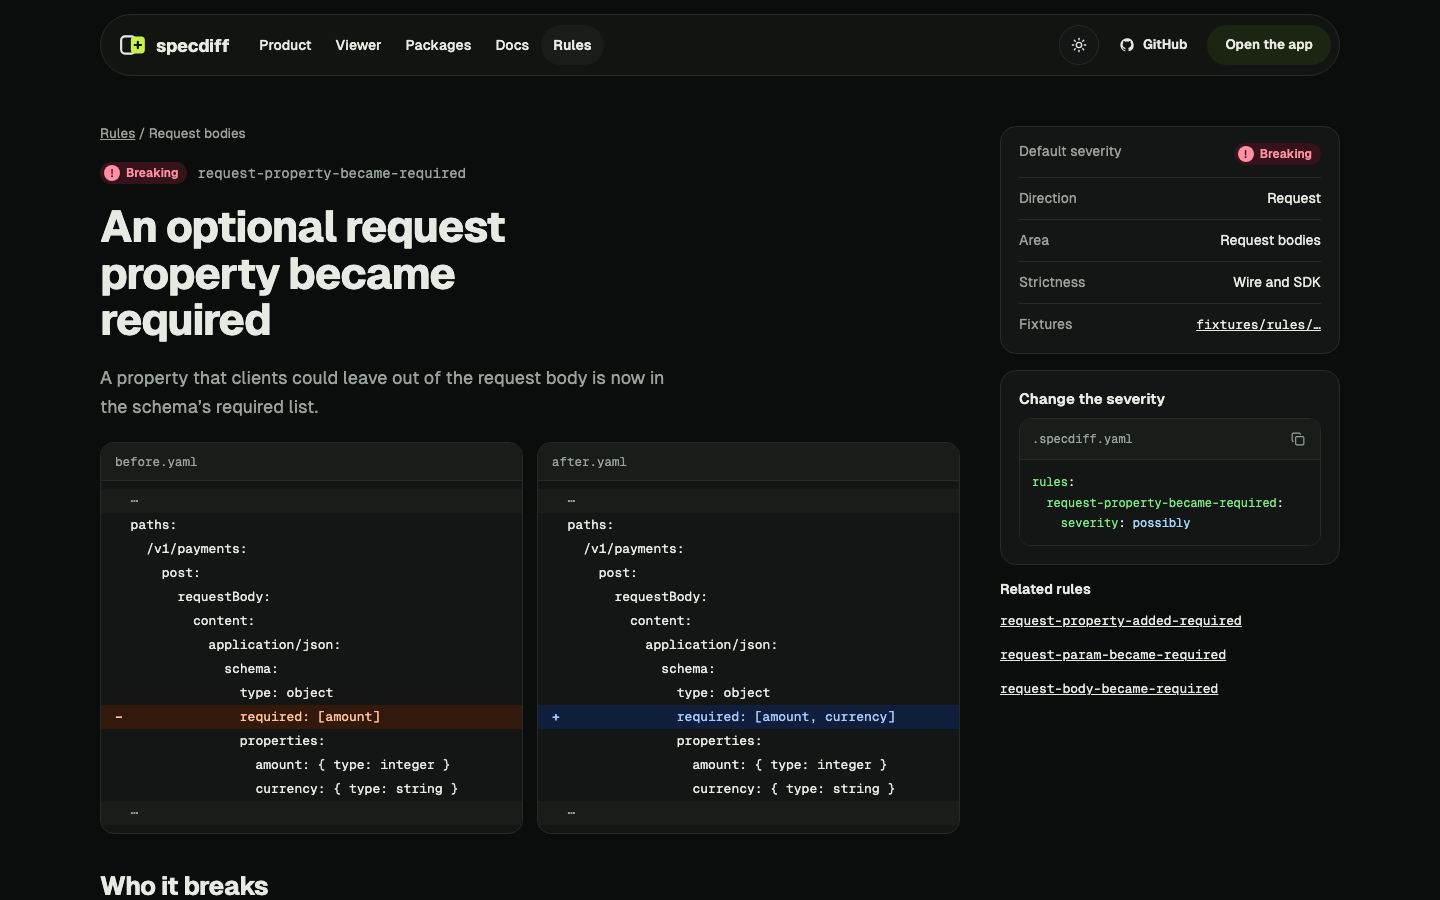 specdiff Product Viewer Packages Docs Rules GitHub Open the app
Rules / Request bodies
! Breaking request-property-became-required
An optional request
property became
required
A property that clients could leave out of the request body is now in
the schema’s required list.
before.yaml
…
paths:
/v1/payments:
post:
requestBody:
content:
application/json:
schema:
type: object
− required: [amount]
properties:
amount: { type: integer }
currency: { type: string }
…
after.yaml
…
paths:
/v1/payments:
post:
requestBody:
content:
application/json:
schema:
type: object
+ required: [amount, currency]
properties:
amount: { type: integer }
currency: { type: string }
…
Who it breaks
Default severity ! Breaking
Direction Request
Area Request bodies
Strictness Wire and SDK
Fixtures fixtures/rules/…
Change the severity
.specdiff.yaml
rules:
request-property-became-required:
severity: possibly
Related rules
request-property-added-required
request-param-became-required
request-body-became-required